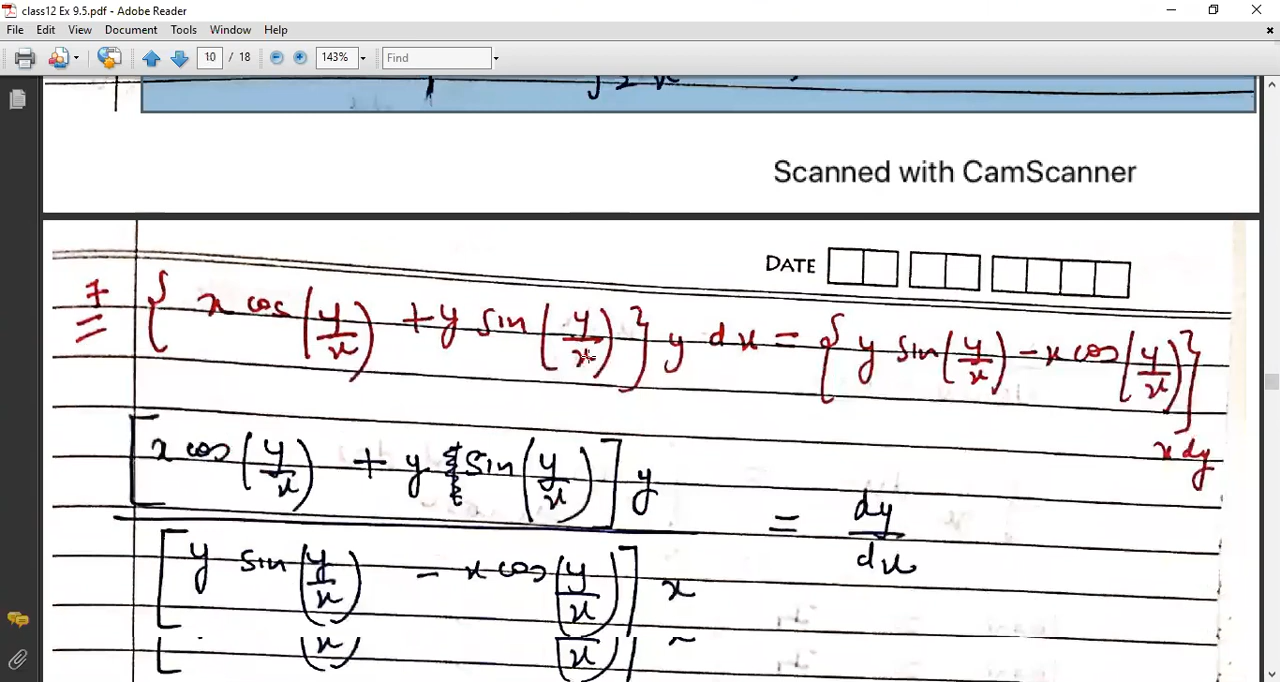 class12 Ex 9.5.pdf - Adobe Reader
File Edit View Document Tools Window Help
10 / 18 143% Find
Scanned with CamScanner
DATE
7 { x cos(y/x) + y sin(y/x) } y dx = { y sin(y/x) - x cos(y/x) } x dy
[ x cos(y/x) + y sin(y/x) ] y
= dy/dx
[ y sin(y/x) - x cos(y/x) ] x